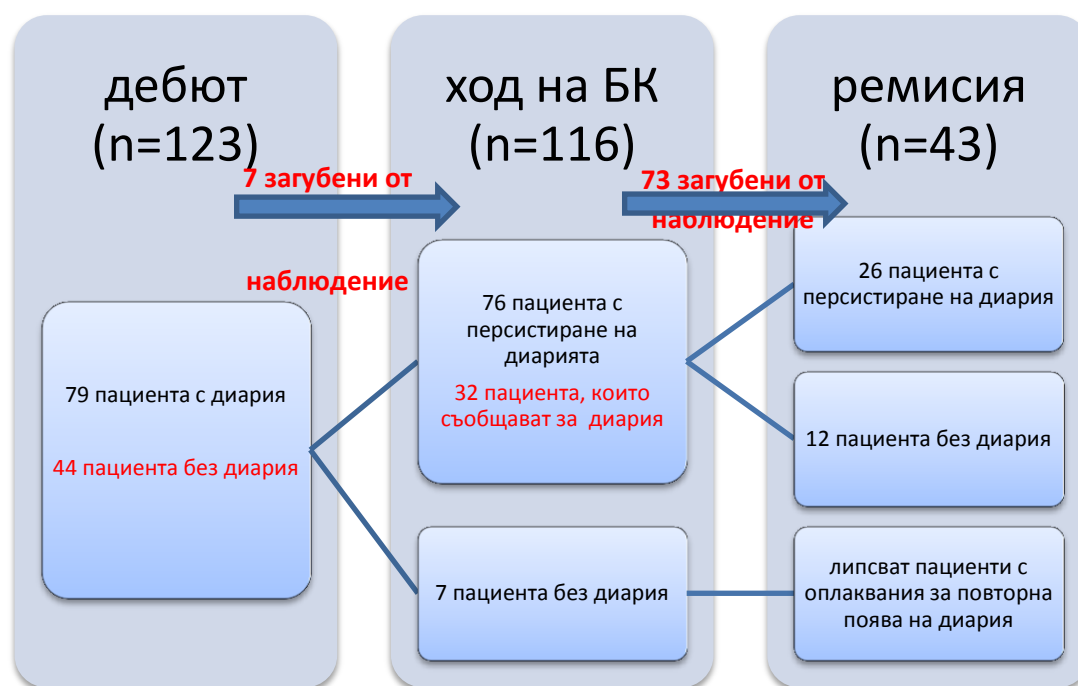 дебют
(n=123)
7 загубени от
наблюдение
79 пациента с диария
44 пациента без диария
ход на БК
(n=116)
73 загубени от
наблюдение
76 пациента с
персистиране на
диарията
32 пациента, които
съобщават за диария
7 пациента без диария
ремисия
(n=43)
26 пациента с
персистиране на диария
12 пациента без диария
липсват пациенти с
оплаквания за повторна
поява на диария